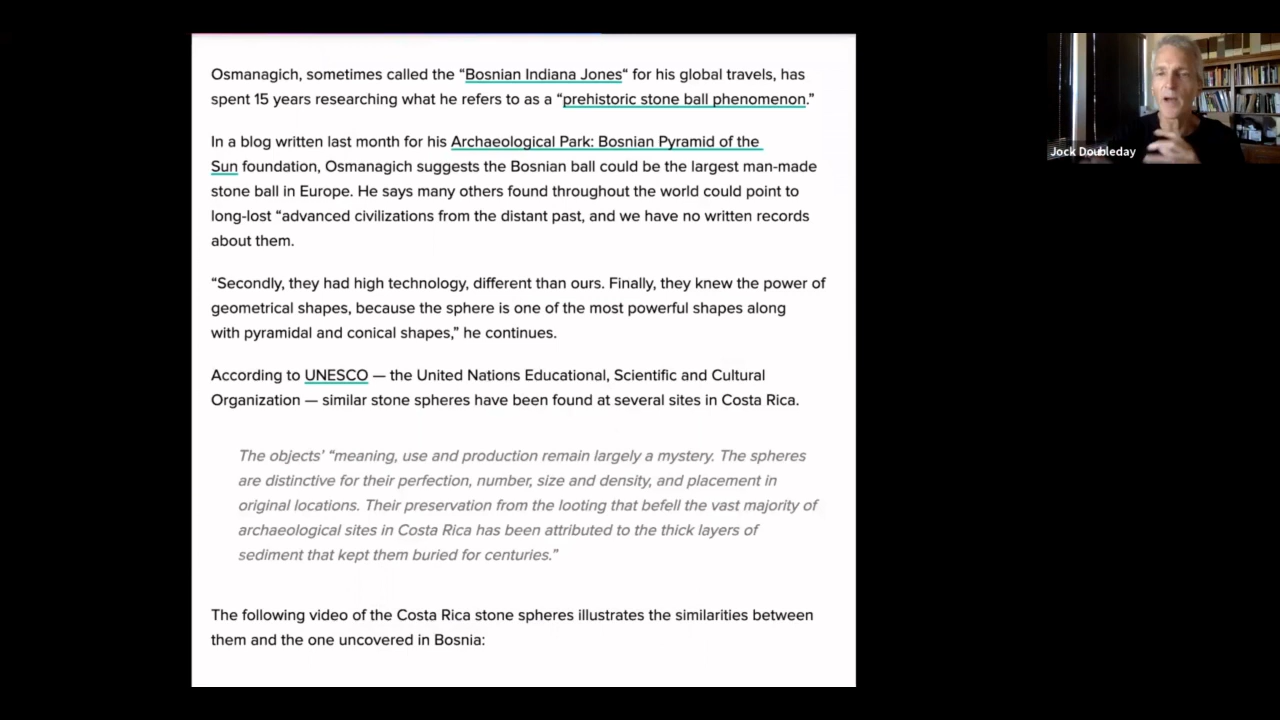 Osmanagich, sometimes called the “Bosnian Indiana Jones“ for his global travels, has
spent 15 years researching what he refers to as a “prehistoric stone ball phenomenon.”
In a blog written last month for his Archaeological Park: Bosnian Pyramid of the
Sun foundation, Osmanagich suggests the Bosnian ball could be the largest man-made
stone ball in Europe. He says many others found throughout the world could point to
long-lost “advanced civilizations from the distant past, and we have no written records
about them.
“Secondly, they had high technology, different than ours. Finally, they knew the power of
geometrical shapes, because the sphere is one of the most powerful shapes along
with pyramidal and conical shapes,” he continues.
According to UNESCO — the United Nations Educational, Scientific and Cultural
Organization — similar stone spheres have been found at several sites in Costa Rica.
The objects’ “meaning, use and production remain largely a mystery. The spheres
are distinctive for their perfection, number, size and density, and placement in
original locations. Their preservation from the looting that befell the vast majority of
archaeological sites in Costa Rica has been attributed to the thick layers of
sediment that kept them buried for centuries.”
The following video of the Costa Rica stone spheres illustrates the similarities between
them and the one uncovered in Bosnia:
Jock Doubleday